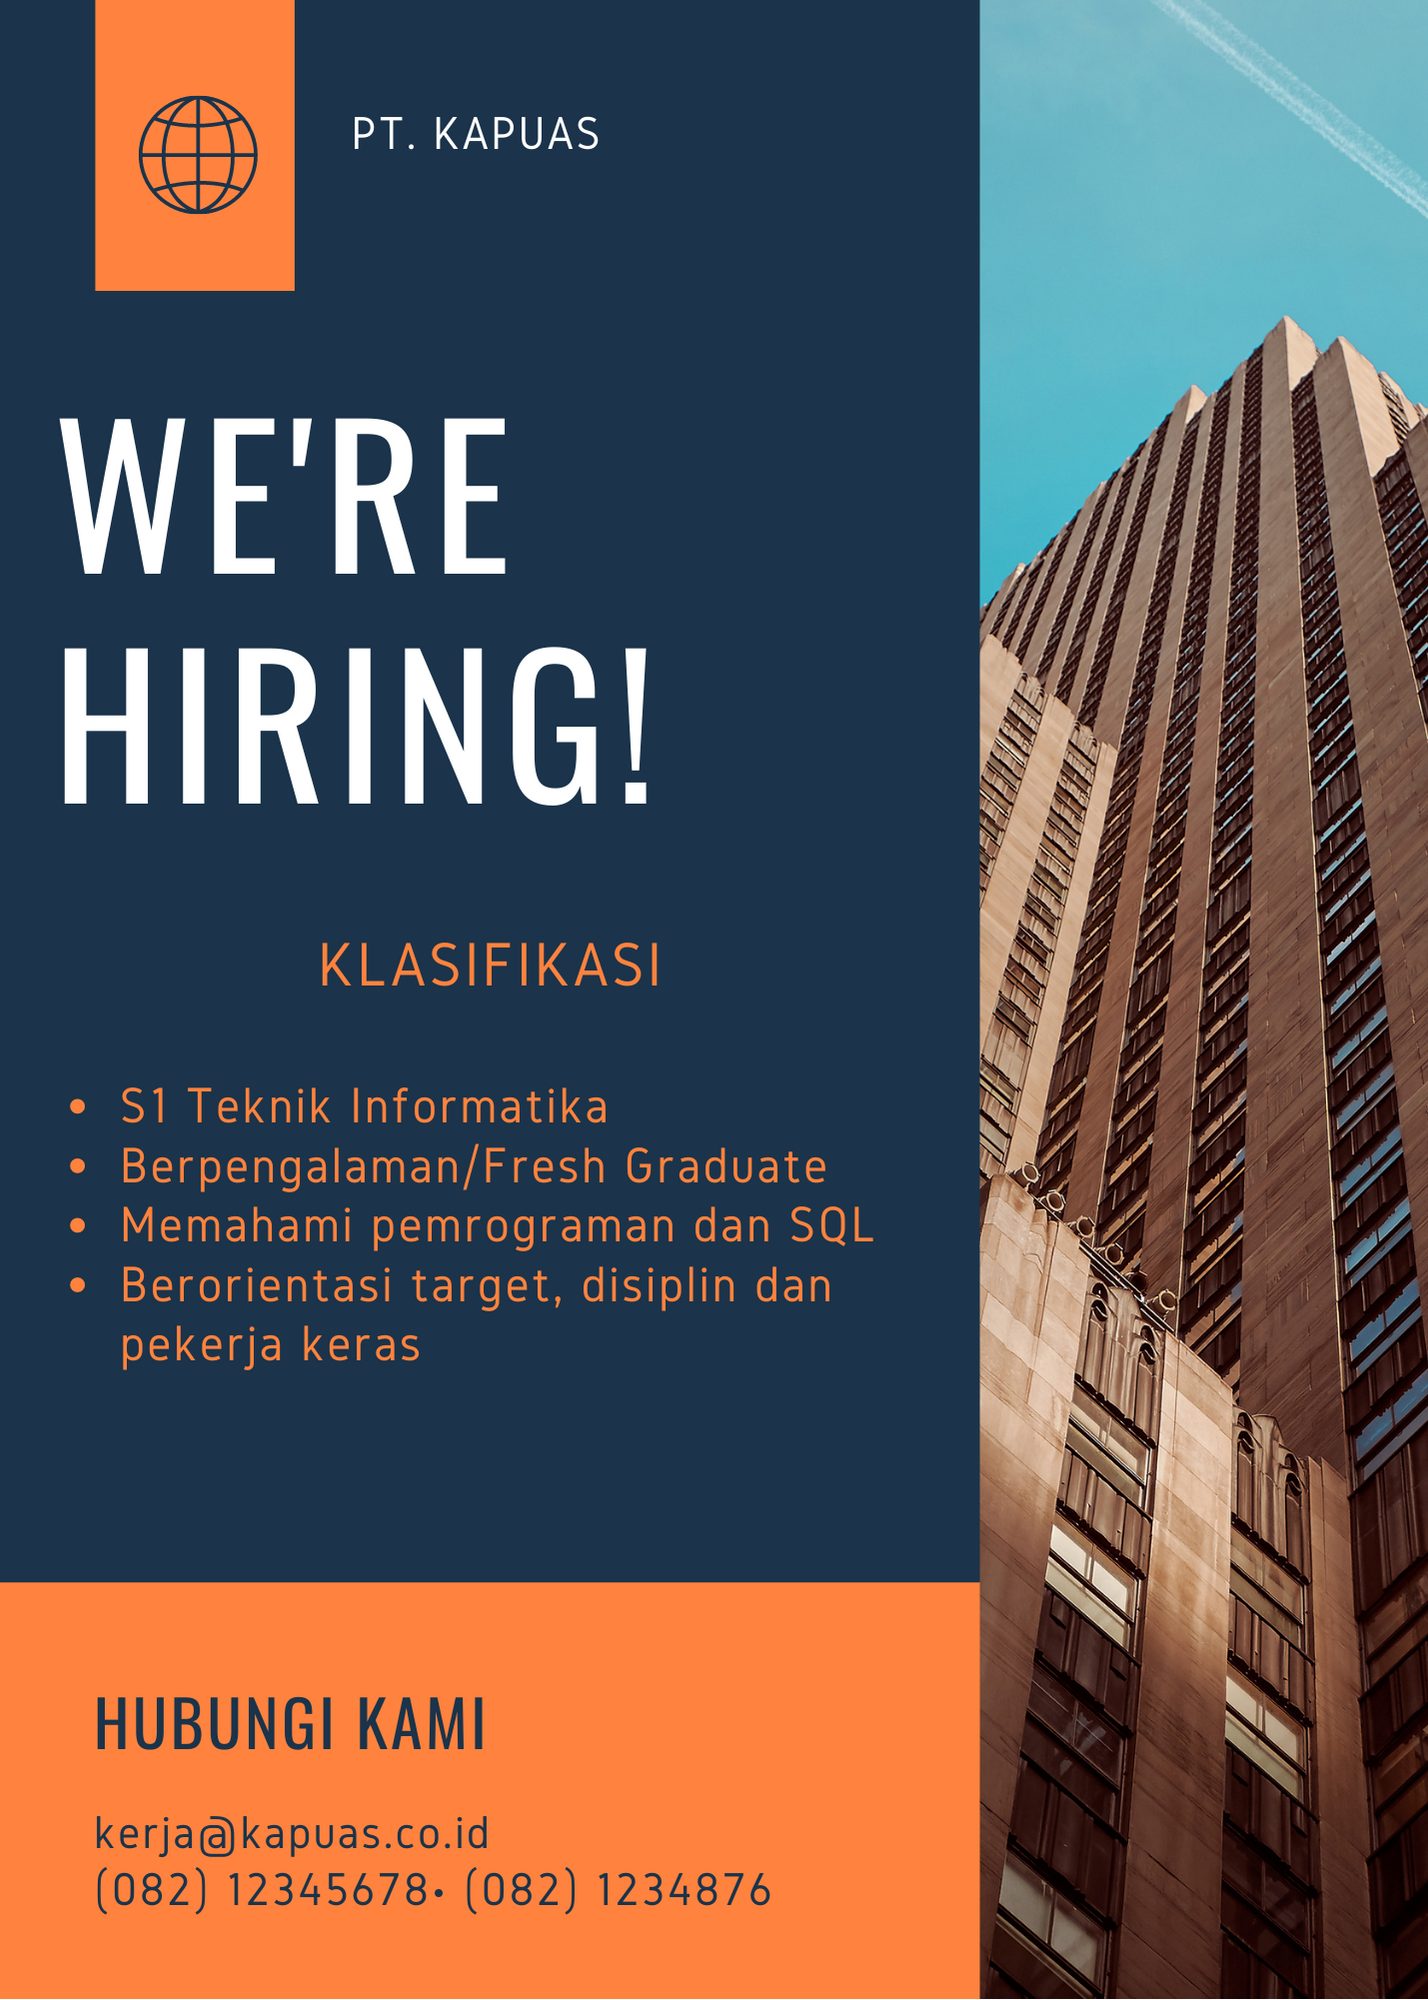 PT. KAPUAS
WE'RE
HIRING!
KLASIFIKASI
• S1 Teknik Informatika
• Berpengalaman/Fresh Graduate
• Memahami pemrograman dan SQL
• Berorientasi target, disiplin dan
pekerja keras
HUBUNGI KAMI
kerja@kapuas.co.id
(082) 12345678• (082) 1234876